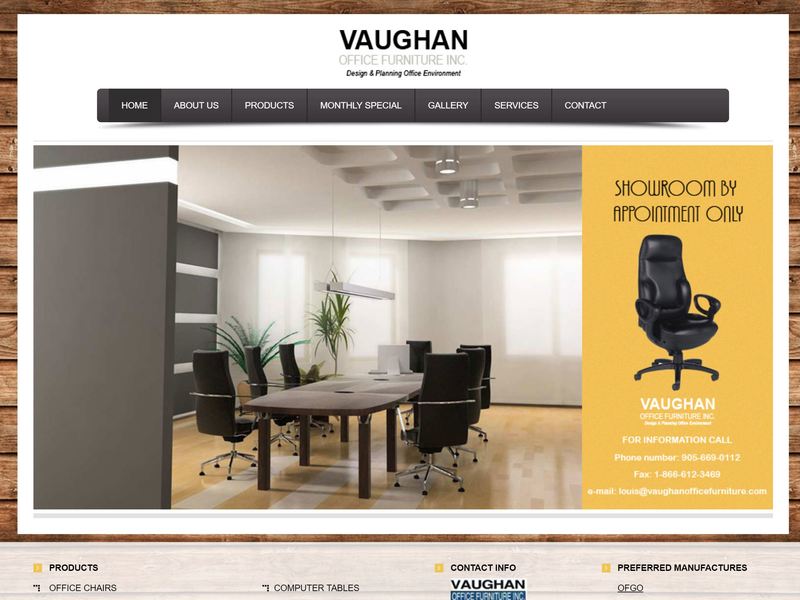 VAUGHAN
OFFICE FURNITURE INC.
Design & Planning Office Environment
HOME
ABOUT US
PRODUCTS
MONTHLY SPECIAL
GALLERY
SERVICES
CONTACT
SHOWROOM BY
APPOINTMENT ONLY
VAUGHAN
OFFICE FURNITURE INC.
Design & Planning Office Environment
FOR INFORMATION CALL
Phone number: 905-669-0112
Fax: 1-866-612-3469
e-mail: louis@vaughanofficefurniture.com
PRODUCTS
CONTACT INFO
PREFERRED MANUFACTURES
OFFICE CHAIRS
COMPUTER TABLES
VAUGHAN
OFFICE FURNITURE INC.
OFGO